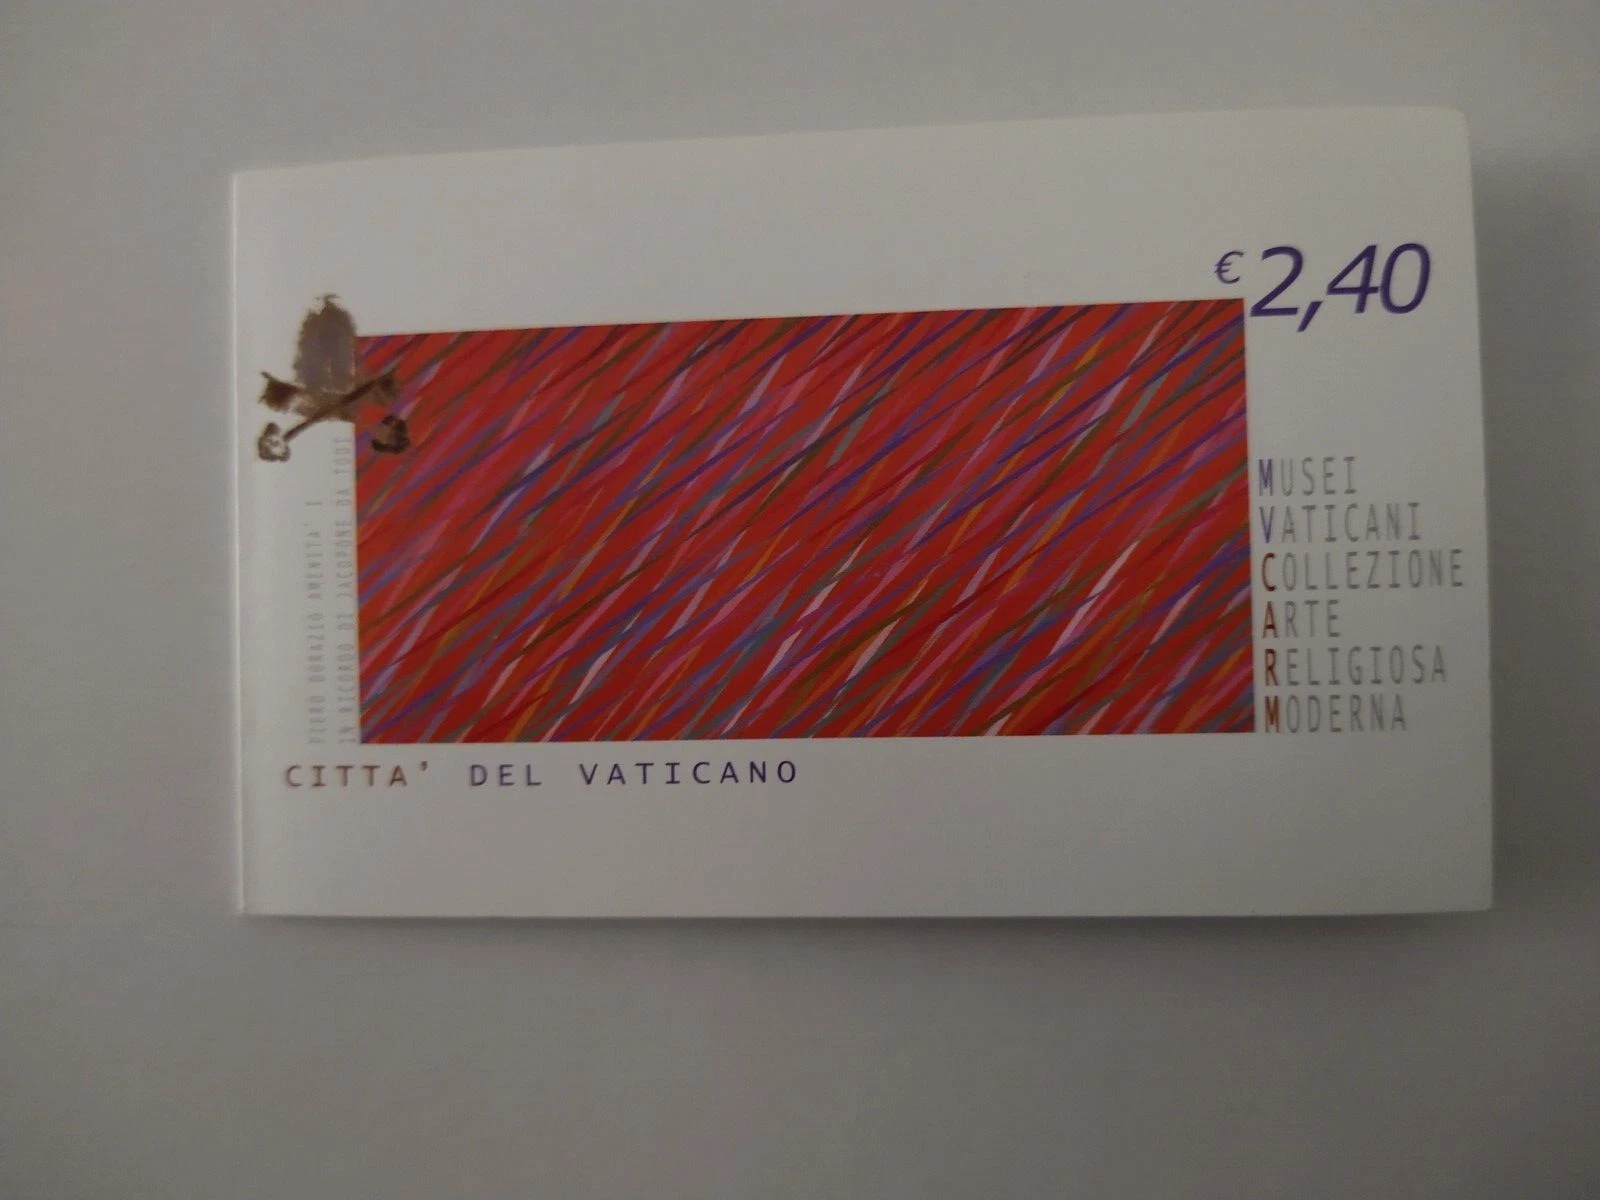 €2,40
PIERO DORAZIO AMENITA' I
IN RICORDO DI JACOPONE DA TODI
MUSEI
VATICANI
COLLEZIONE
ARTE
RELIGIOSA
MODERNA
CITTA' DEL VATICANO